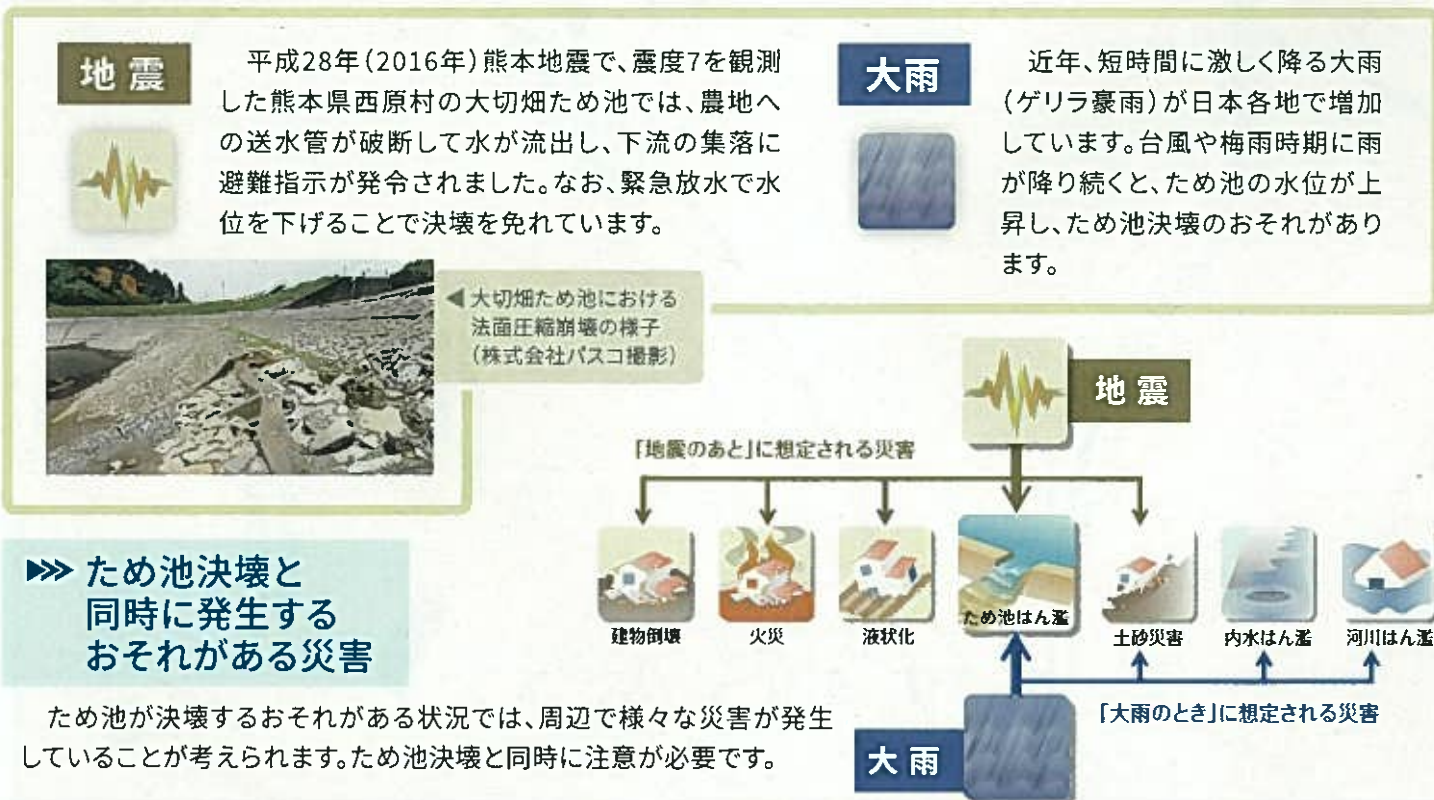 地震
平成28年(2016年)熊本地震で、震度7を観測
した熊本県西原村の大切畑ため池では、農地へ
の送水管が破断して水が流出し、下流の集落に
避難指示が発令されました。なお、緊急放水で水
位を下げることで決壊を免れています。
◀大切畑ため池における
法面圧縮崩壊の様子
(株式会社パスコ撮影)
大雨
近年、短時間に激しく降る大雨
(ゲリラ豪雨)が日本各地で増加
しています。台風や梅雨時期に雨
が降り続くと、ため池の水位が上
昇し、ため池決壊のおそれがあり
ます。
ため池決壊と
同時に発生する
おそれがある災害
ため池が決壊するおそれがある状況では、周辺で様々な災害が発生
していることが考えられます。ため池決壊と同時に注意が必要です。
地震
「地震のあと」に想定される災害
建物倒壊
火災
液状化
ため池はん濫
土砂災害
内水はん濫
河川はん濫
「大雨のとき」に想定される災害
大雨